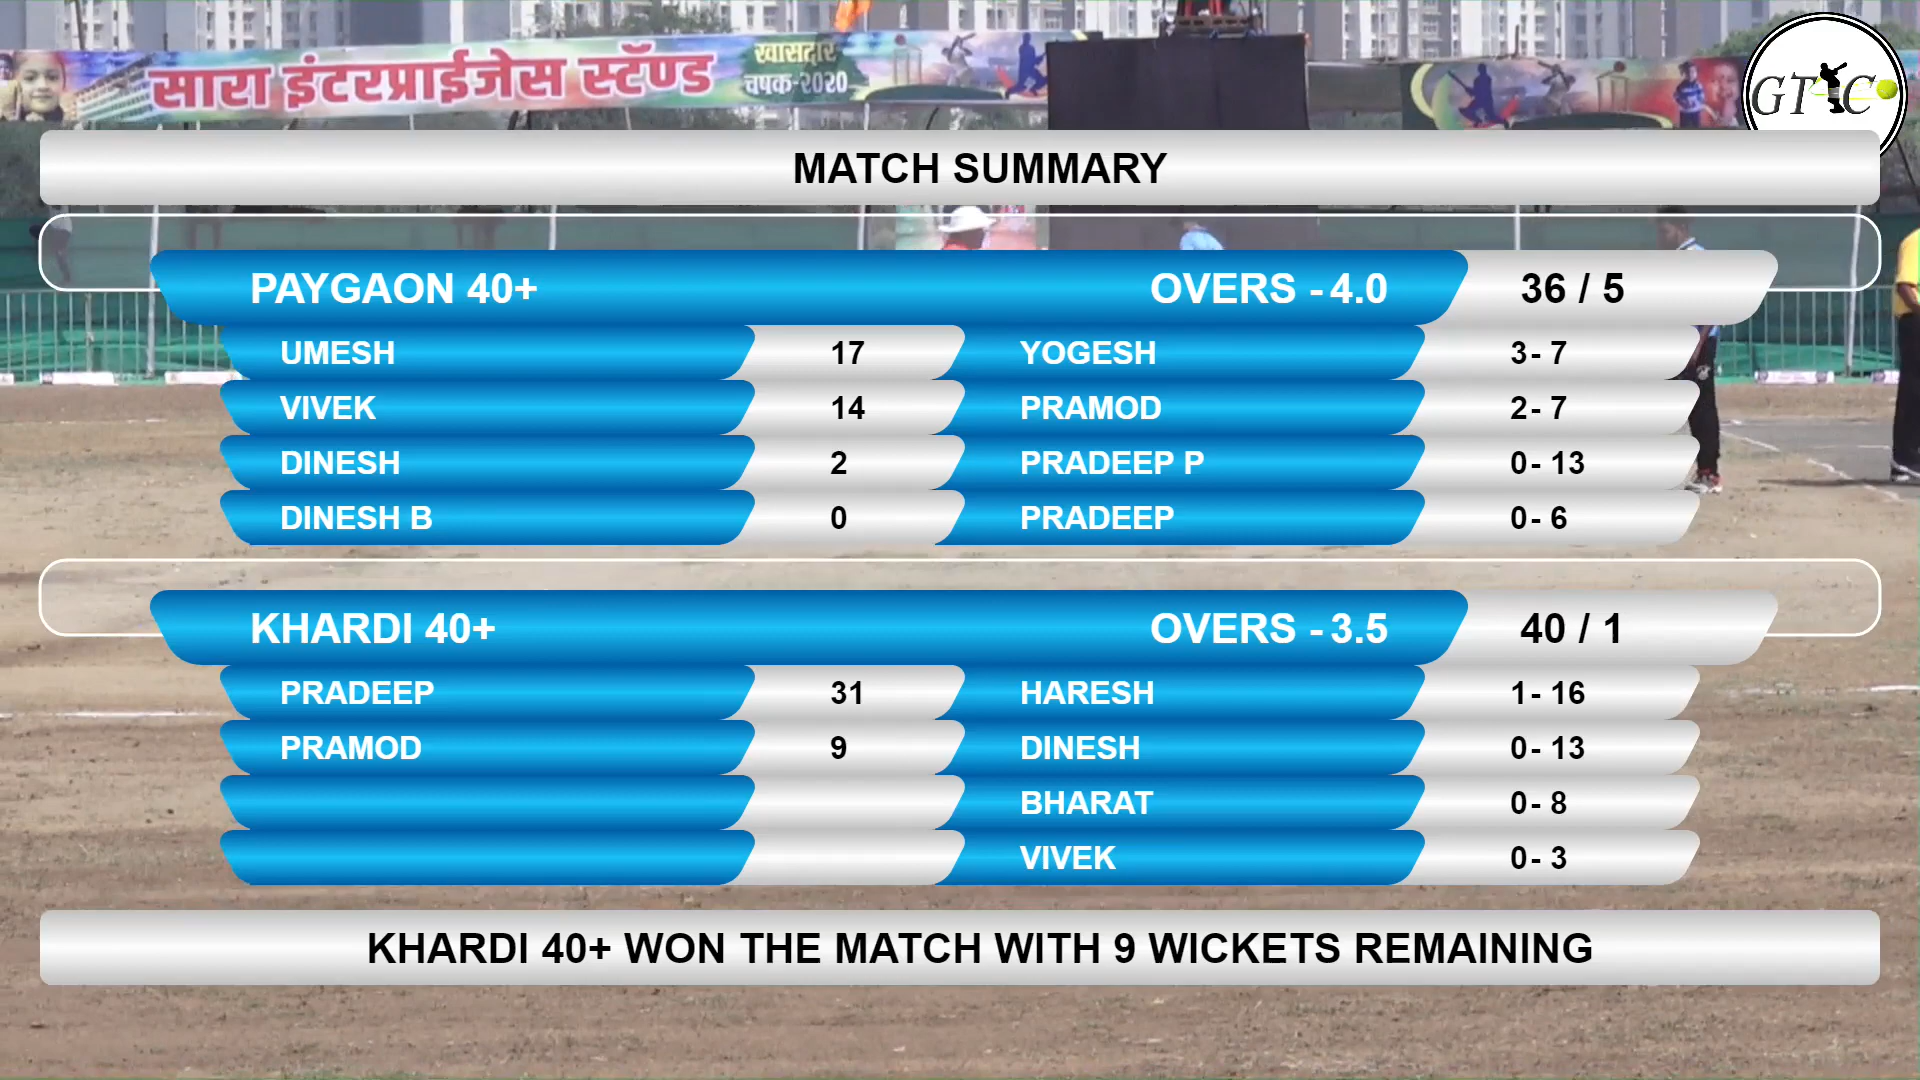 सारा इंटरप्राईजेस स्टॅण्ड
खासदार
चषक-२०२०
GTC
MATCH SUMMARY
PAYGAON 40+ OVERS - 4.0 36 / 5
UMESH 17 YOGESH 3- 7
VIVEK 14 PRAMOD 2- 7
DINESH 2 PRADEEP P 0- 13
DINESH B 0 PRADEEP 0- 6
KHARDI 40+ OVERS - 3.5 40 / 1
PRADEEP 31 HARESH 1- 16
PRAMOD 9 DINESH 0- 13
BHARAT 0- 8
VIVEK 0- 3
KHARDI 40+ WON THE MATCH WITH 9 WICKETS REMAINING